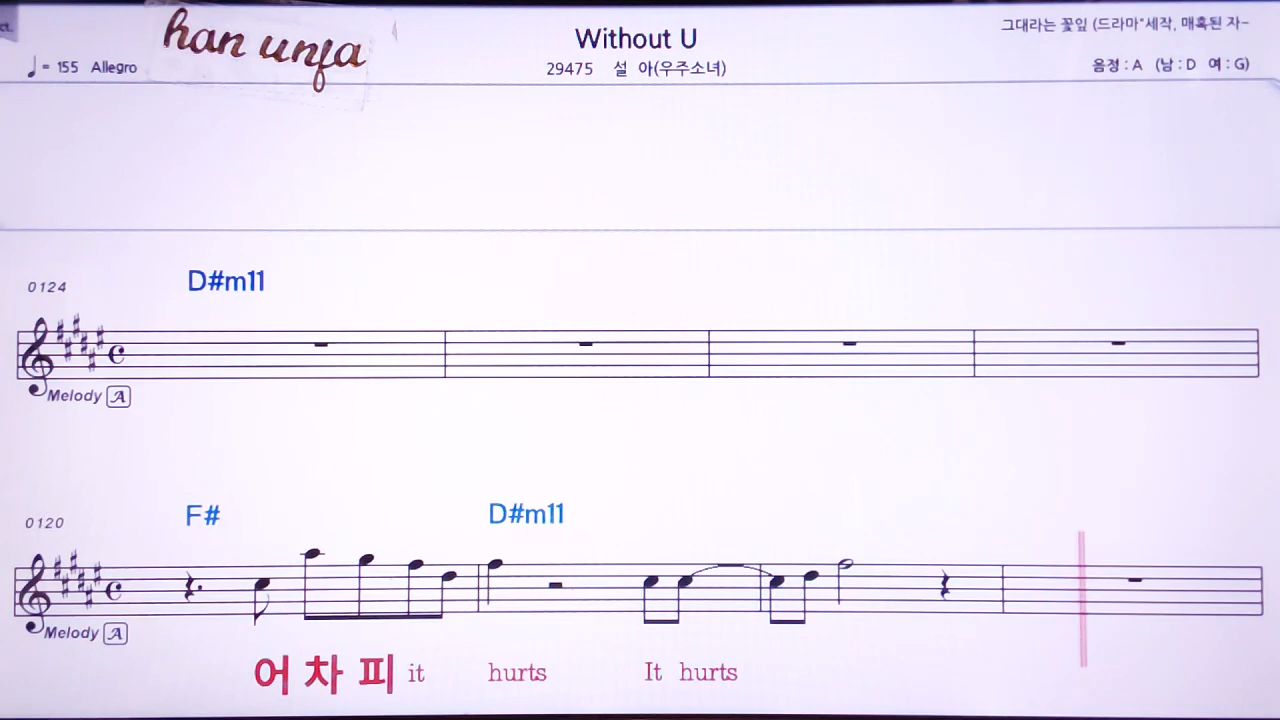 ct.
han unfa
Without U
그대라는 꽃잎 (드라마"세작, 매혹된 자-
♩= 155 Allegro
29475 설 아(우주소녀)
음정 : A (남 : D 여 : G)
0124
D#m11
Melody A
0120
F# D#m11
Melody A
어 차 피 it hurts It hurts